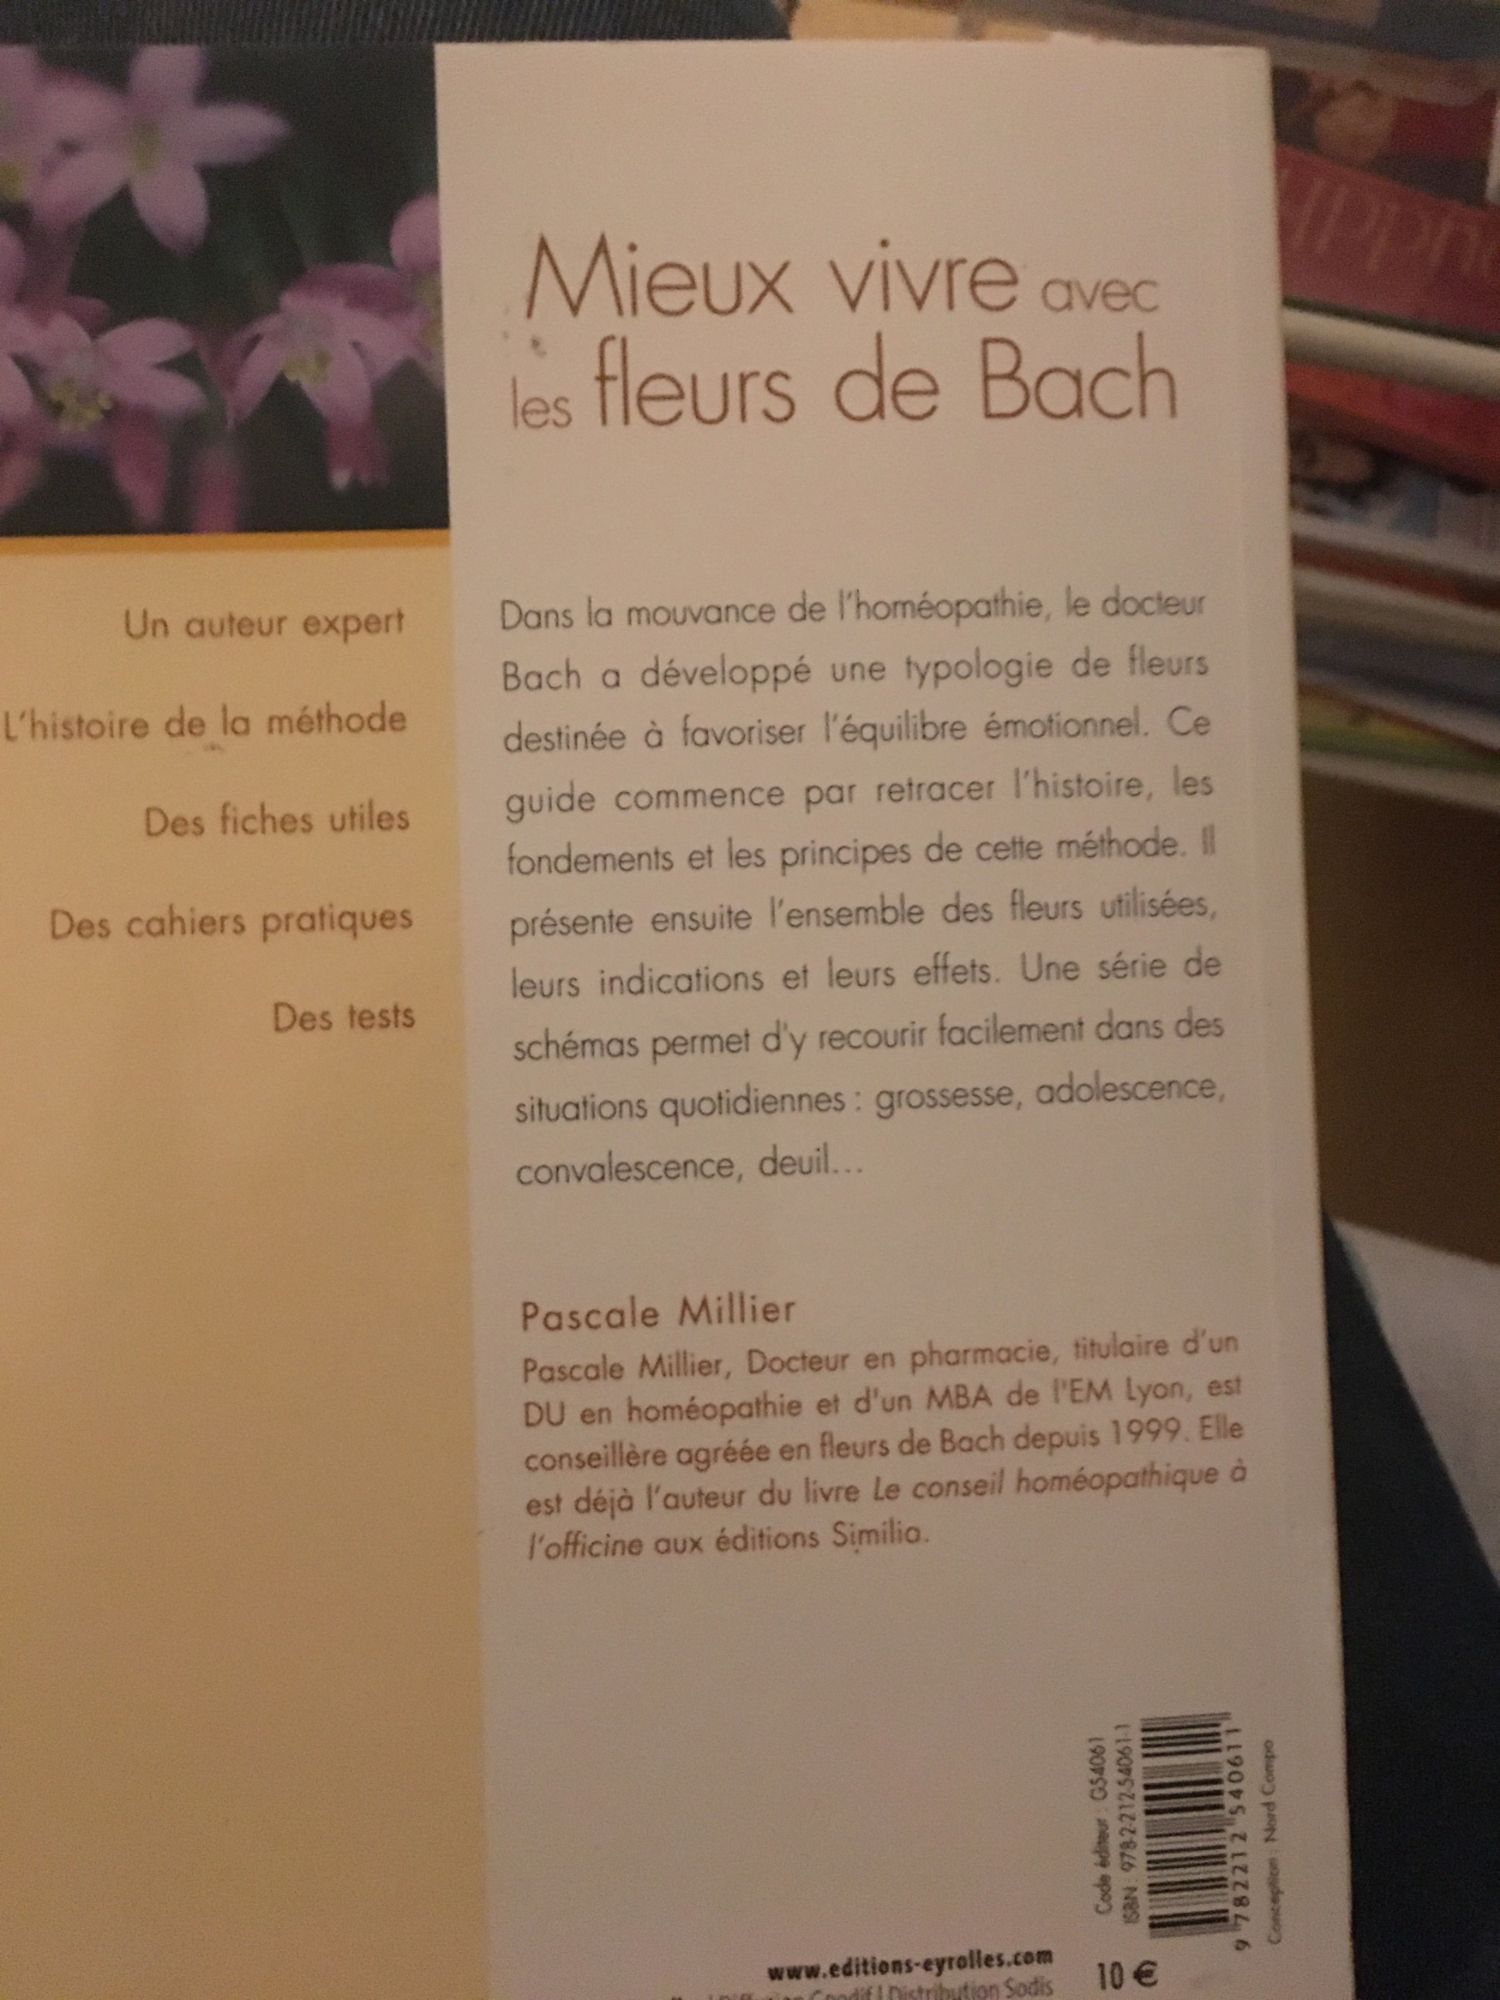 Mieux vivre avec
les fleurs de Bach
Un auteur expert
L'histoire de la méthode
Des fiches utiles
Des cahiers pratiques
Des tests
Dans la mouvance de l'homéopathie, le docteur
Bach a développé une typologie de fleurs
destinée à favoriser l'équilibre émotionnel. Ce
guide commence par retracer l'histoire, les
fondements et les principes de cette méthode. Il
présente ensuite l'ensemble des fleurs utilisées,
leurs indications et leurs effets. Une série de
schémas permet d'y recourir facilement dans des
situations quotidiennes : grossesse, adolescence,
convalescence, deuil...
Pascale Millier
Pascale Millier, Docteur en pharmacie, titulaire d'un
DU en homéopathie et d'un MBA de l'EM Lyon, est
conseillère agréée en fleurs de Bach depuis 1999. Elle
est déjà l'auteur du livre Le conseil homéopathique à
l'officine aux éditions Similia.
Code éditeur : G54061
ISBN : 978-2-212-54061-1
9 782212 540611
Conception : Nord Compo
www.editions-eyrolles.com
Diffusion Geodif | Distribution Sodis
10 €